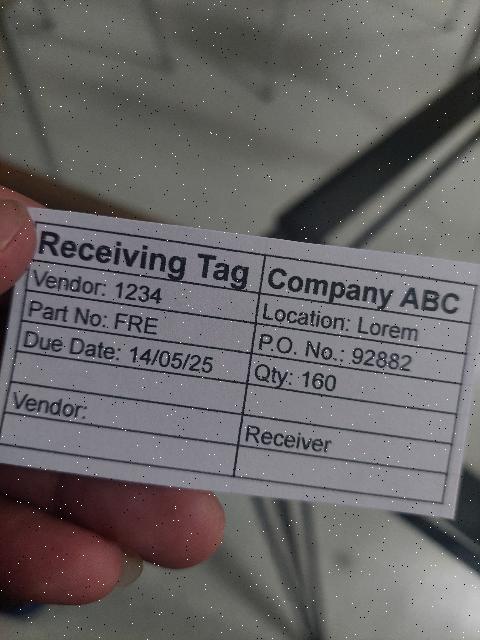 Receiving Tag
Company ABC
Vendor: 1234
Location: Lorem
Part No: FRE
P.O. No.: 92882
Due Date: 14/05/25
Qty: 160
Vendor:
Receiver